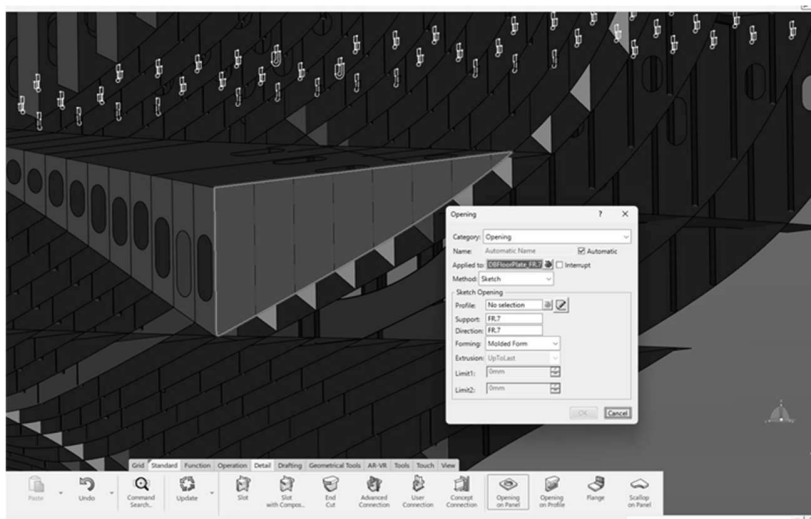 Opening ? X
Category: Opening
Name: Automatic Name Automatic
Applied to: DBFloorPlate_FR.7 Interrupt
Method: Sketch
Sketch Opening
Profile: No selection
Support: FR.7
Direction: FR.7
Forming: Molded Form
Extrusion: UpToLast
Limit1: 0mm
Limit2: 0mm
OK Cancel
Grid Standard Function Operation Detail Drafting Geometrical Tools AR-VR Tools Touch View
Paste Undo Command Search... Update Slot Slot with Compos... End Cut Advanced Connection User Connection Concept Connection Opening on Panel Opening on Profile Flange Scallop on Panel